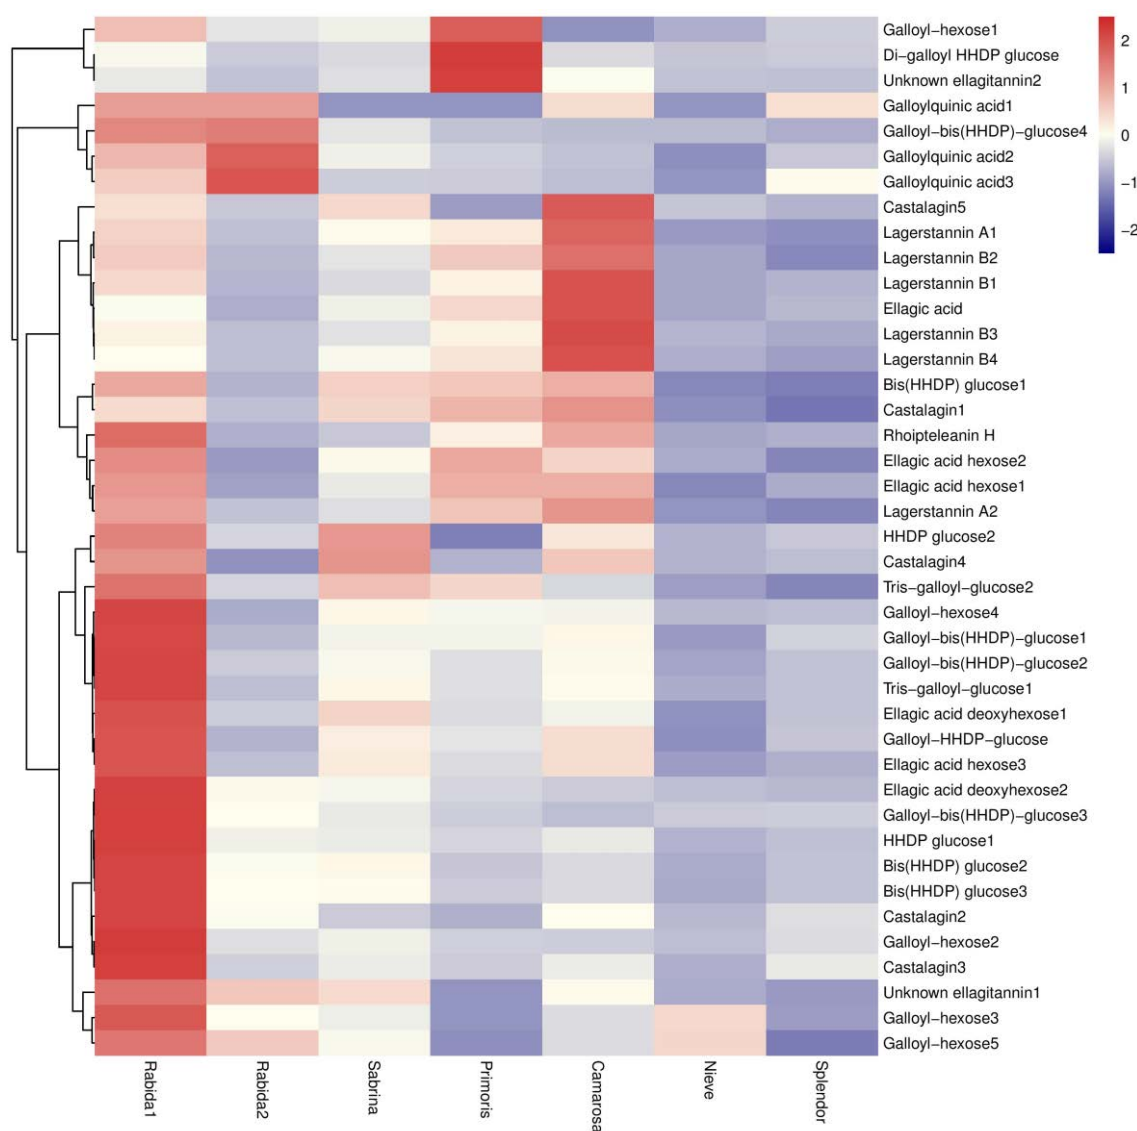 Galloyl−hexose1
Di−galloyl HHDP glucose
Unknown ellagitannin2
Galloylquinic acid1
Galloyl−bis(HHDP)−glucose4
Galloylquinic acid2
Galloylquinic acid3
Castalagin5
Lagerstannin A1
Lagerstannin B2
Lagerstannin B1
Ellagic acid
Lagerstannin B3
Lagerstannin B4
Bis(HHDP) glucose1
Castalagin1
Rhoipteleanin H
Ellagic acid hexose2
Ellagic acid hexose1
Lagerstannin A2
HHDP glucose2
Castalagin4
Tris−galloyl−glucose2
Galloyl−hexose4
Galloyl−bis(HHDP)−glucose1
Galloyl−bis(HHDP)−glucose2
Tris−galloyl−glucose1
Ellagic acid deoxyhexose1
Galloyl−HHDP−glucose
Ellagic acid hexose3
Ellagic acid deoxyhexose2
Galloyl−bis(HHDP)−glucose3
HHDP glucose1
Bis(HHDP) glucose2
Bis(HHDP) glucose3
Castalagin2
Galloyl−hexose2
Castalagin3
Unknown ellagitannin1
Galloyl−hexose3
Galloyl−hexose5
2
1
0
−1
−2
Rabida1
Rabida2
Sabrina
Primoris
Camarosa
Nieve
Splendor